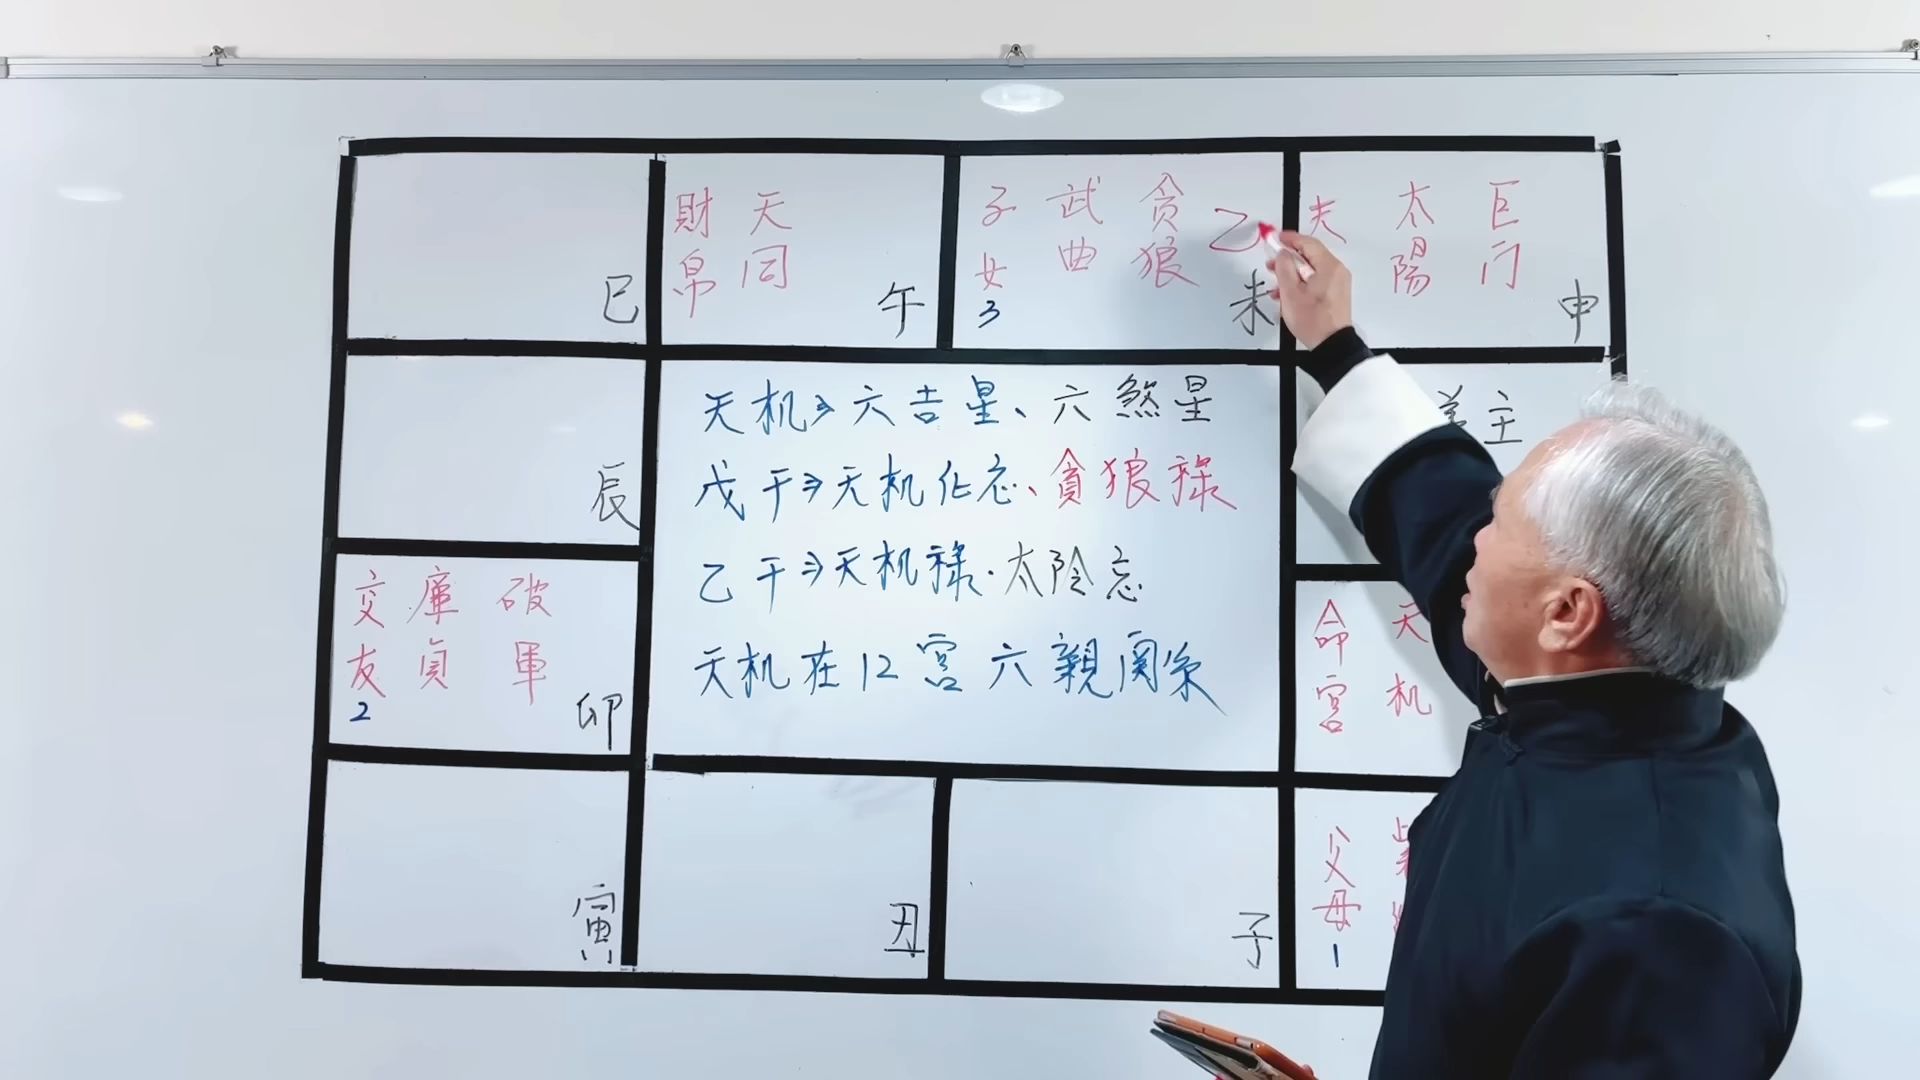 巳
財帛 天同 午
子女 武曲 貪狼 乙 未
3
夫 太陽 巨门 申
辰
主
交友 廉貞 破軍 卯
2
命宮 天机
父母
1
寅
丑
子
天机⇒六吉星、六煞星
戊干⇒天机化忌、貪狼祿
乙干⇒天机祿·太陰忌
天机在12宮六親関系